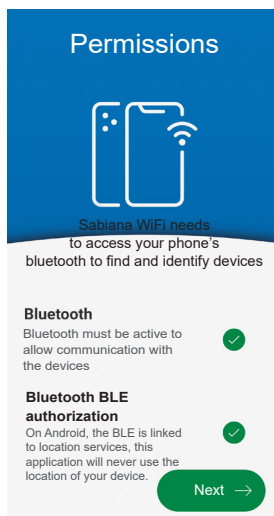 Permissions
Sabiana WiFi needs
to access your phone's
bluetooth to find and identify devices
Bluetooth
Bluetooth must be active to
allow communication with
the devices
Bluetooth BLE
authorization
On Android, the BLE is linked
to location services, this
application will never use the
location of your device.
Next